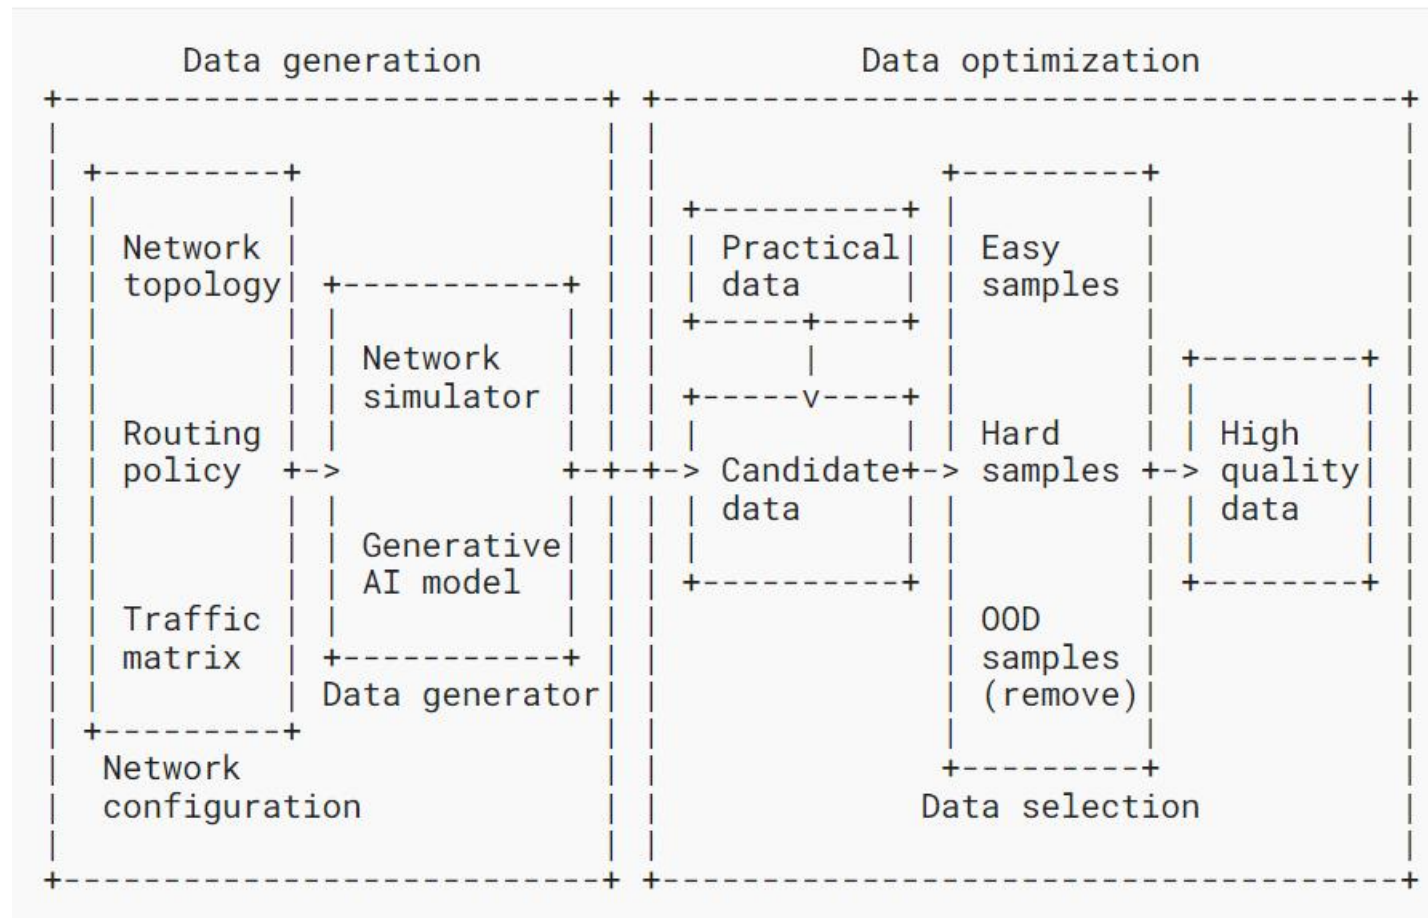 Data generation                   Data optimization
+---------------------------+ +--------------------------------------+
|                           | |                                      |
| +---------+               | |              +---------+             |
| |         |               | | +----------+ |         |             |
| | Network |               | | | Practical| | Easy    |             |
| | topology| +-----------+ | | | data     | | samples |             |
| |         | |           | | | +-----+----+ |         |             |
| |         | | Network   | | |       |      |         | +--------+  |
| |         | | simulator | | | +-----v----+ |         | |        |  |
| | Routing | |           | | | |          | | Hard    | | High   |  |
| | policy  +->           +-+-+-> Candidate+-> samples +-> quality|  |
| |         | |           | | | | data     | |         | | data   |  |
| |         | | Generative| | | |          | |         | |        |  |
| |         | | AI model  | | | +----------+ |         | +--------+  |
| | Traffic | |           | | |              | OOD     |             |
| | matrix  | +-----------+ | |              | samples |             |
| |         | Data generator| |              | (remove)|             |
| +---------+               | |              |         |             |
|  Network                  | |              +---------+             |
|  configuration            | |             Data selection           |
|                           | |                                      |
+---------------------------+ +--------------------------------------+